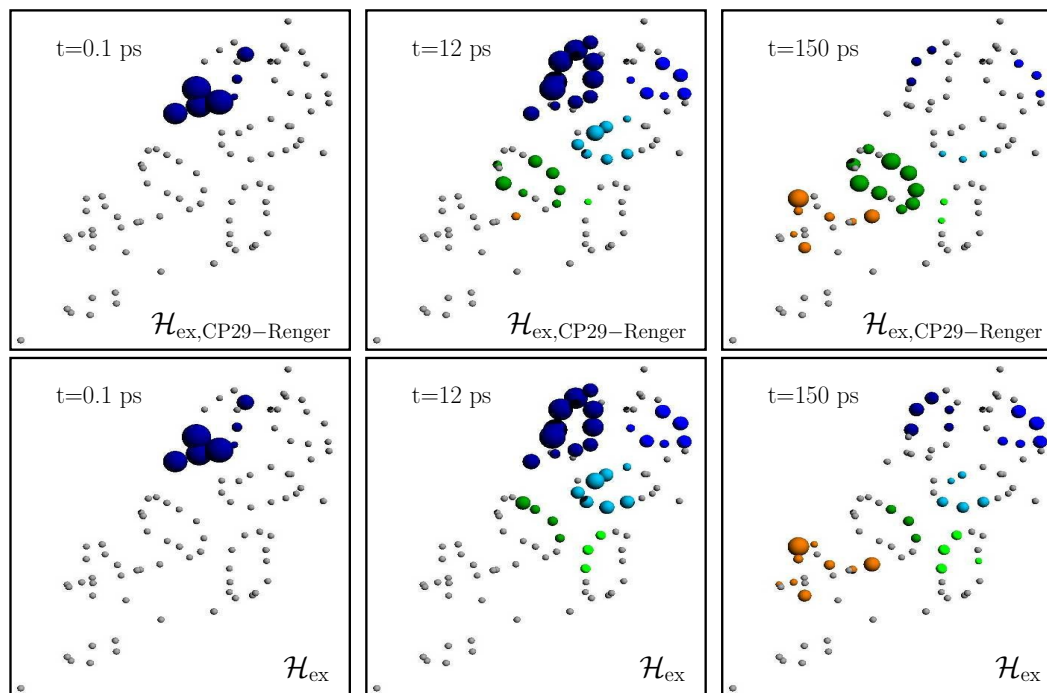 t=0.1 ps
ℋex,CP29−Renger
t=12 ps
ℋex,CP29−Renger
t=150 ps
ℋex,CP29−Renger
t=0.1 ps
ℋex
t=12 ps
ℋex
t=150 ps
ℋex